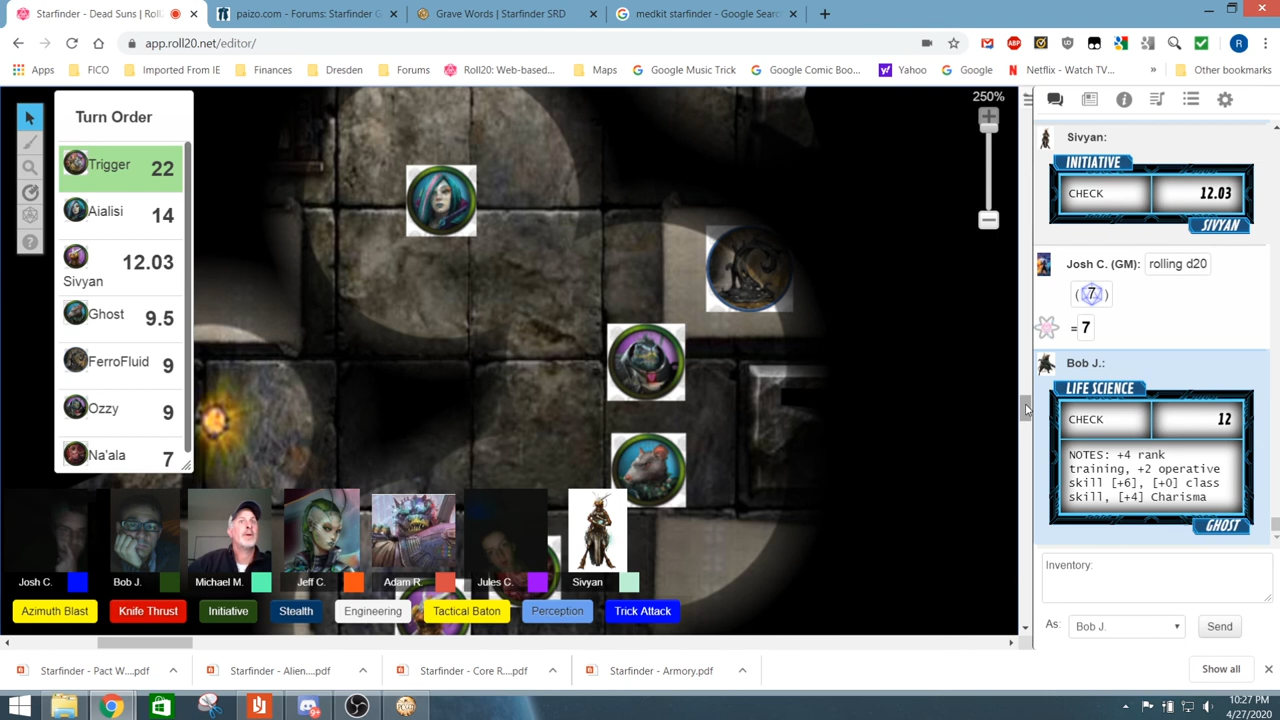 Starfinder - Dead Suns | Roll
paizo.com - Forums: Starfinder G
Grave Words | Starfinder SRD
medkit starfinder - Google Sear
app.roll20.net/editor/
Apps
FICO
Imported From IE
Finances
Dresden
Forums
Roll20: Web-based...
Maps
Google Music Trick
Google Comic Boo...
Yahoo
Google
Netflix - Watch TV...
Other bookmarks
Turn Order
Trigger 22
Aialisi 14
12.03
Sivyan
Ghost 9.5
FerroFluid 9
Ozzy 9
Na'ala 7
250%
Sivyan:
INITIATIVE
CHECK 12.03
SIVYAN
Josh C. (GM): rolling d20
(7)
= 7
Bob J.:
LIFE SCIENCE
CHECK 12
NOTES: +4 rank
training, +2 operative
skill [+6], [+0] class
skill, [+4] Charisma
GHOST
Josh C.
Bob J.
Michael M.
Jeff C.
Adam R.
Jules C.
Sivyan
Azimuth Blast
Knife Thrust
Initiative
Stealth
Engineering
Tactical Baton
Perception
Trick Attack
Inventory:
As: Bob J. Send
Starfinder - Pact W....pdf
Starfinder - Alien....pdf
Starfinder - Core R....pdf
Starfinder - Armory.pdf
Show all
10:27 PM
4/27/2020